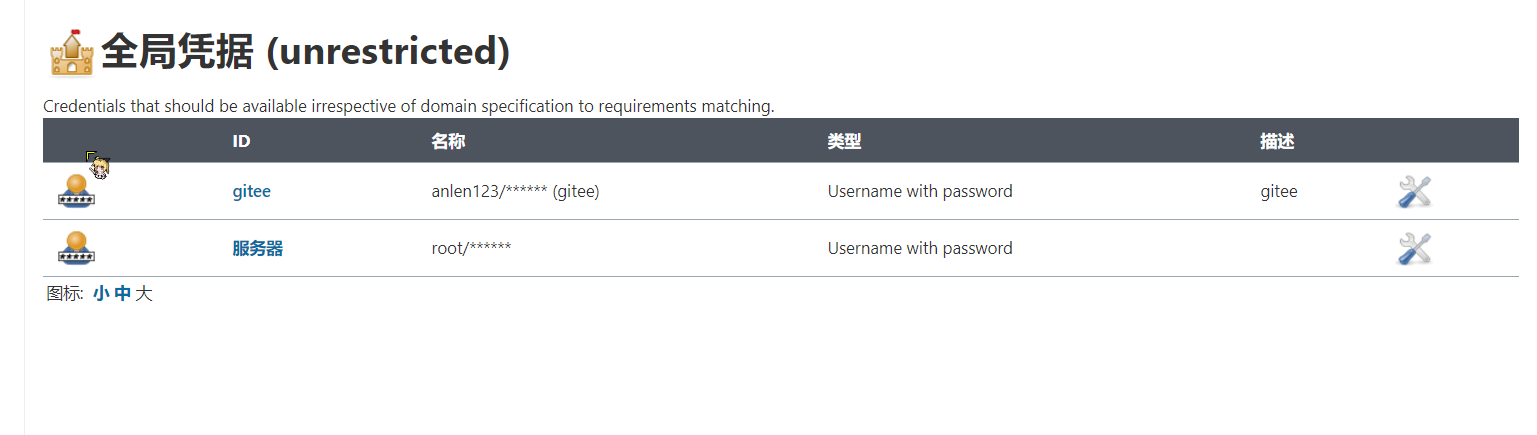 全局凭据 (unrestricted)
Credentials that should be available irrespective of domain specification to requirements matching.
ID 名称 类型 描述
gitee anlen123/****** (gitee) Username with password gitee
服务器 root/****** Username with password
图标: 小 中 大